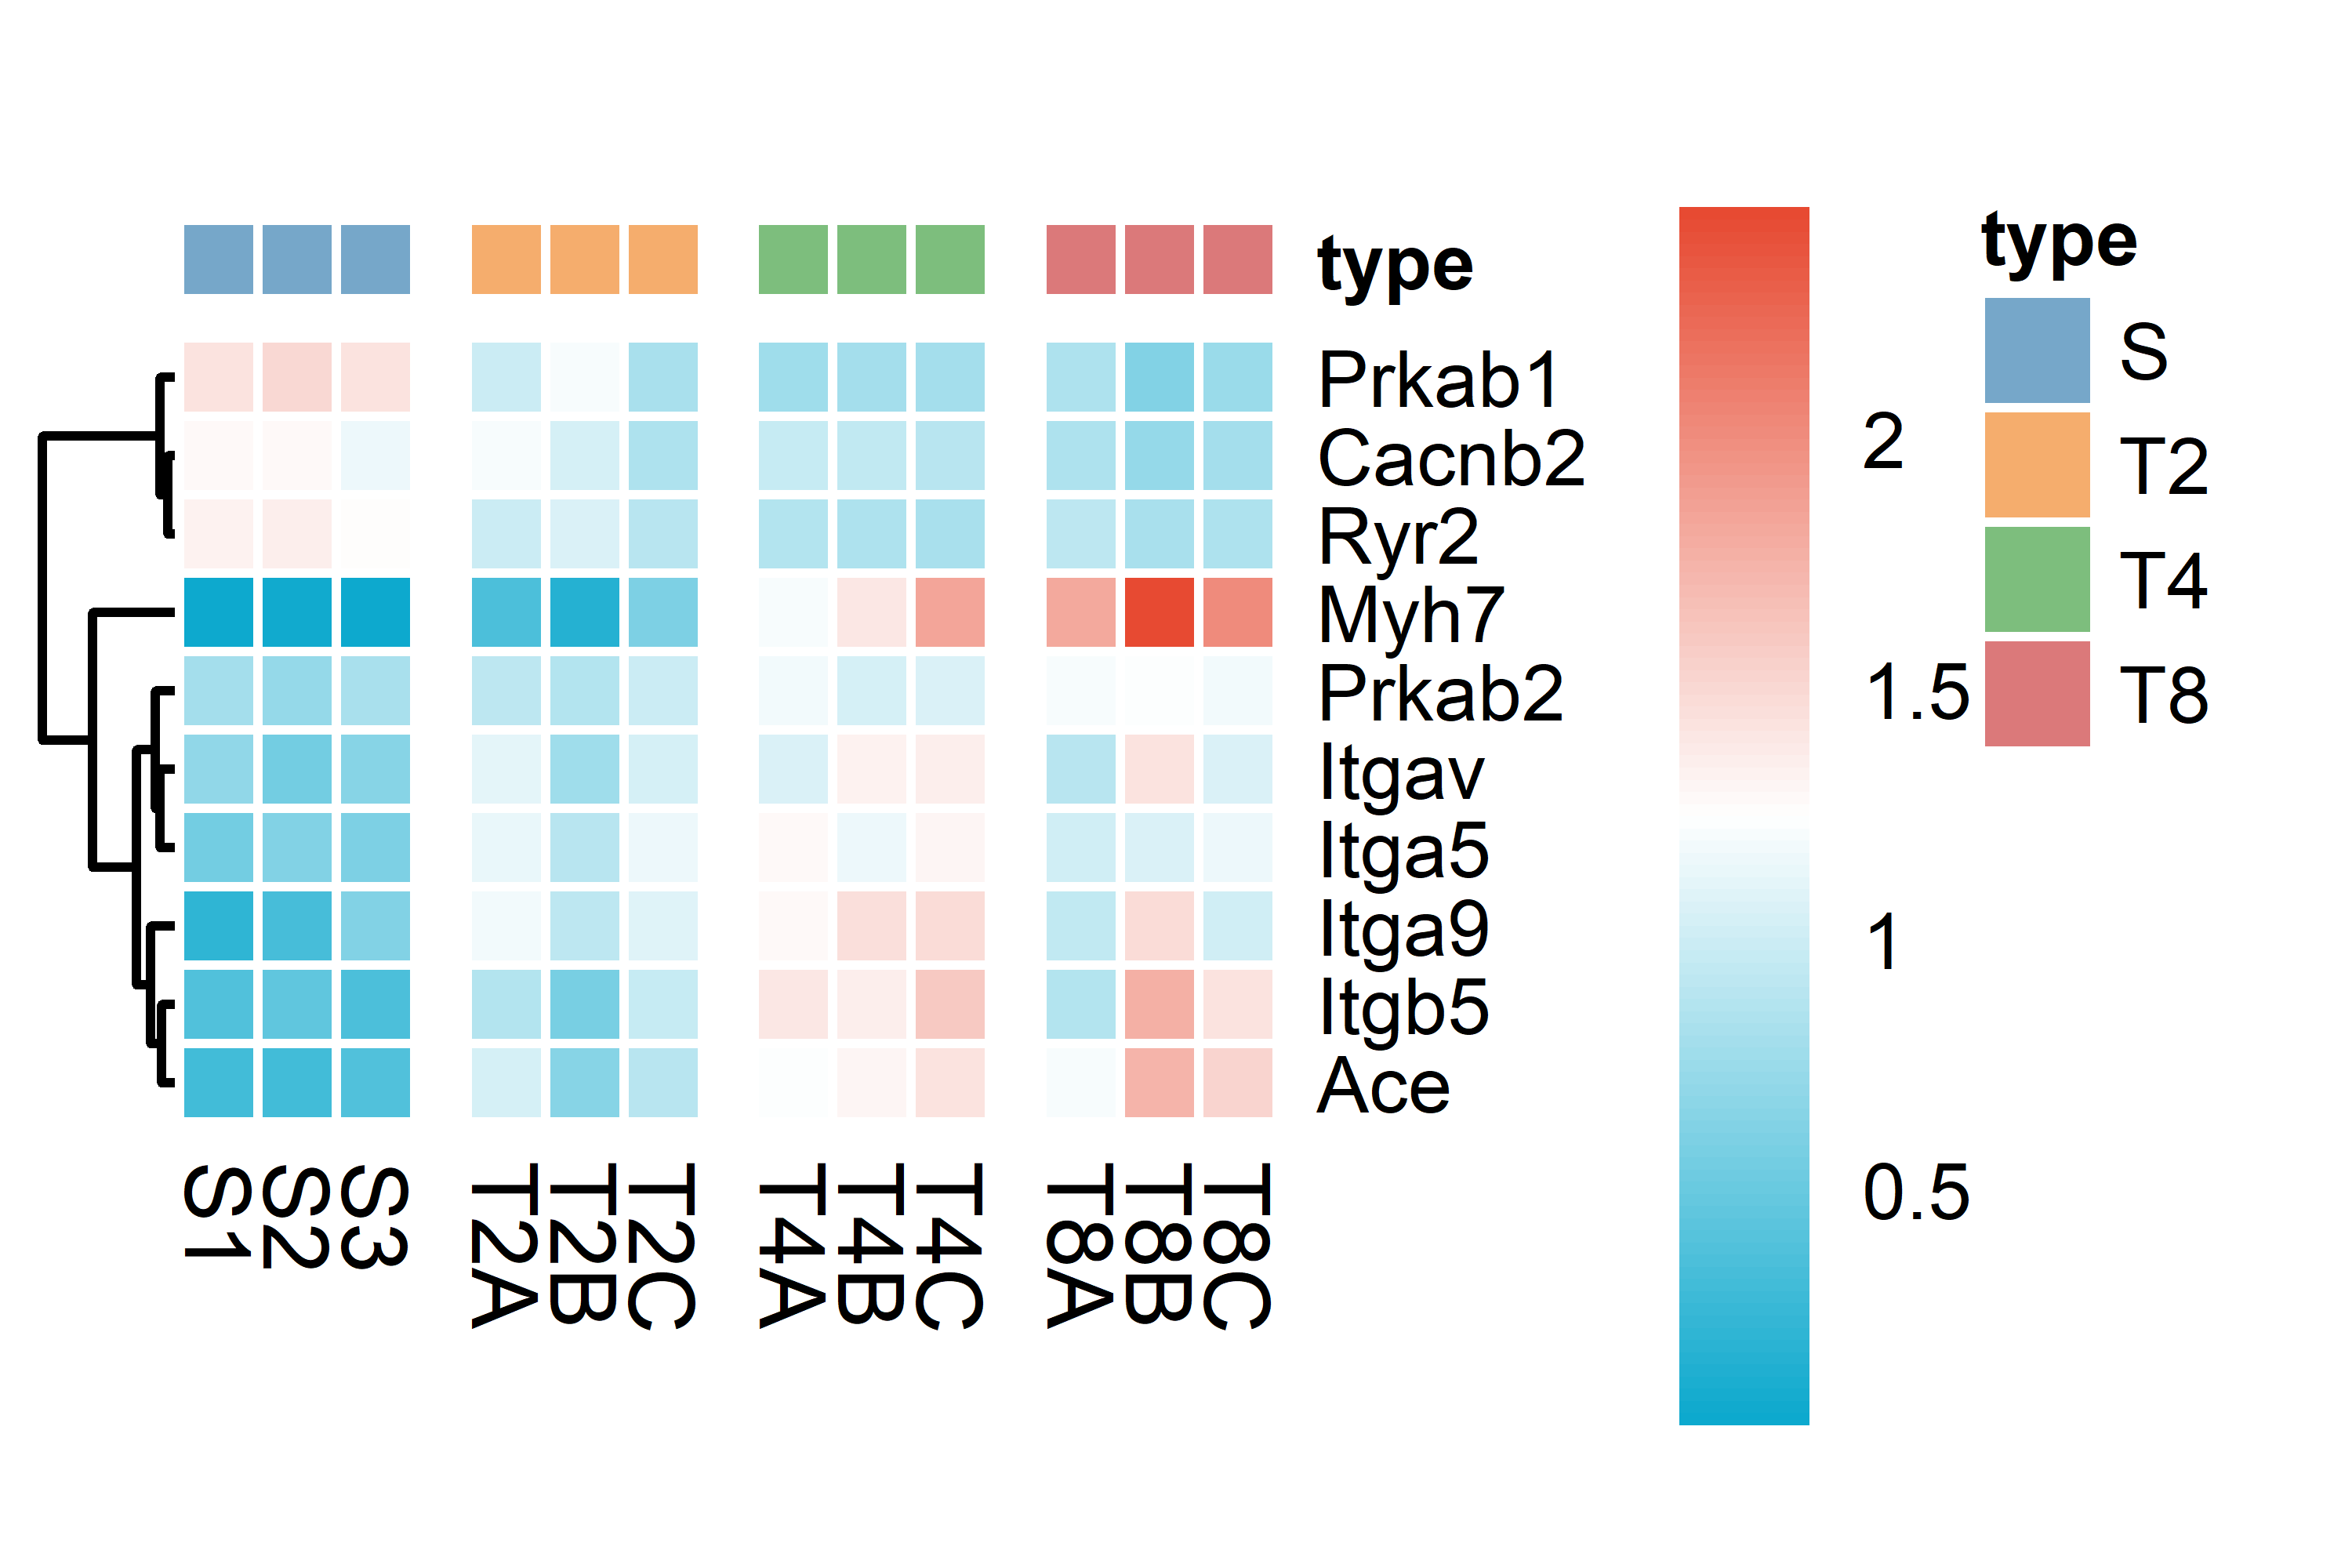 type
Prkab1
Cacnb2
Ryr2
Myh7
Prkab2
Itgav
Itga5
Itga9
Itgb5
Ace
S1
S2
S3
T2A
T2B
T2C
T4A
T4B
T4C
T8A
T8B
T8C
2
1.5
1
0.5
type
S
T2
T4
T8